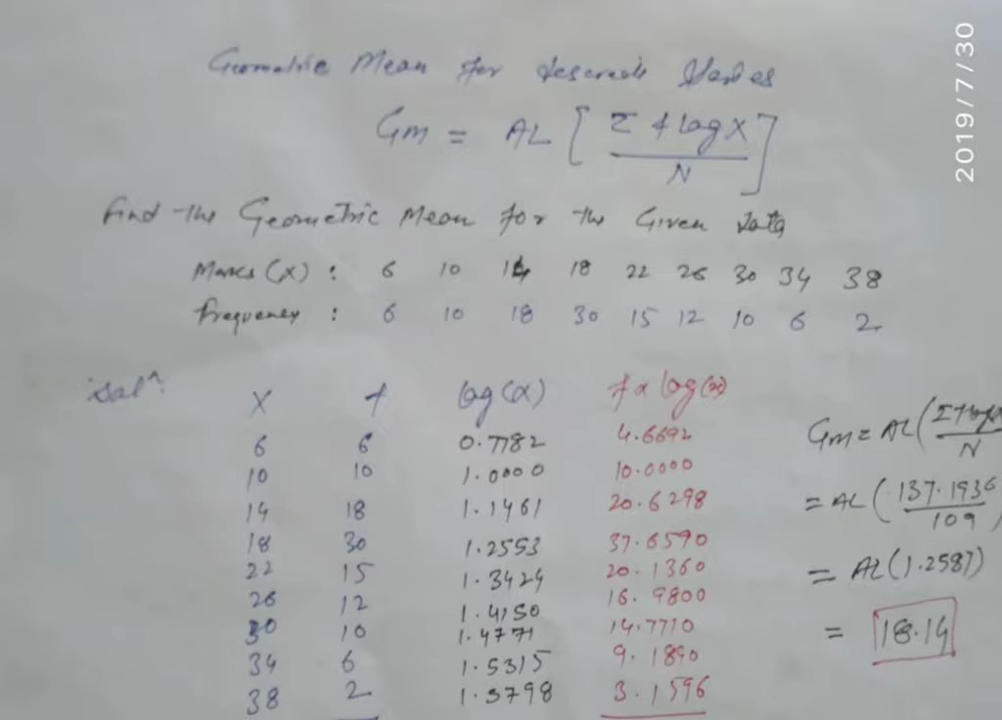 Geometric Mean for descrete Series
Gm = AL [ Σ f log X / N ]
find the Geometric Mean for the Given data
Marks (x) : 6 10 14 18 22 26 30 34 38
frequency : 6 10 18 30 15 12 10 6 2
Solⁿ:
X f log (x) f x log (x)
6 6 0.7782 4.6692
10 10 1.0000 10.0000
14 18 1.1461 20.6298
18 30 1.2553 37.6590
22 15 1.3424 20.1360
26 12 1.4150 16.9800
30 10 1.4771 14.7710
34 6 1.5315 9.1890
38 2 1.5798 3.1596
Gm = AL ( Σ f log x / N
= AL ( 137.1936 / 109 )
= AL (1.2587)
= 18.14
2019/7/30